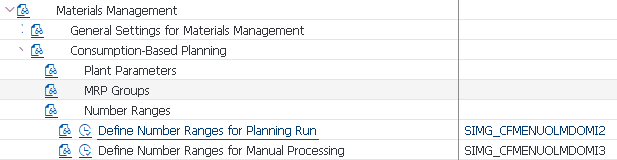 Materials Management
General Settings for Materials Management
Consumption-Based Planning
Plant Parameters
MRP Groups
Number Ranges
Define Number Ranges for Planning Run SIMG_CFMENUOLMDOMI2
Define Number Ranges for Manual Processing SIMG_CFMENUOLMDOMI3